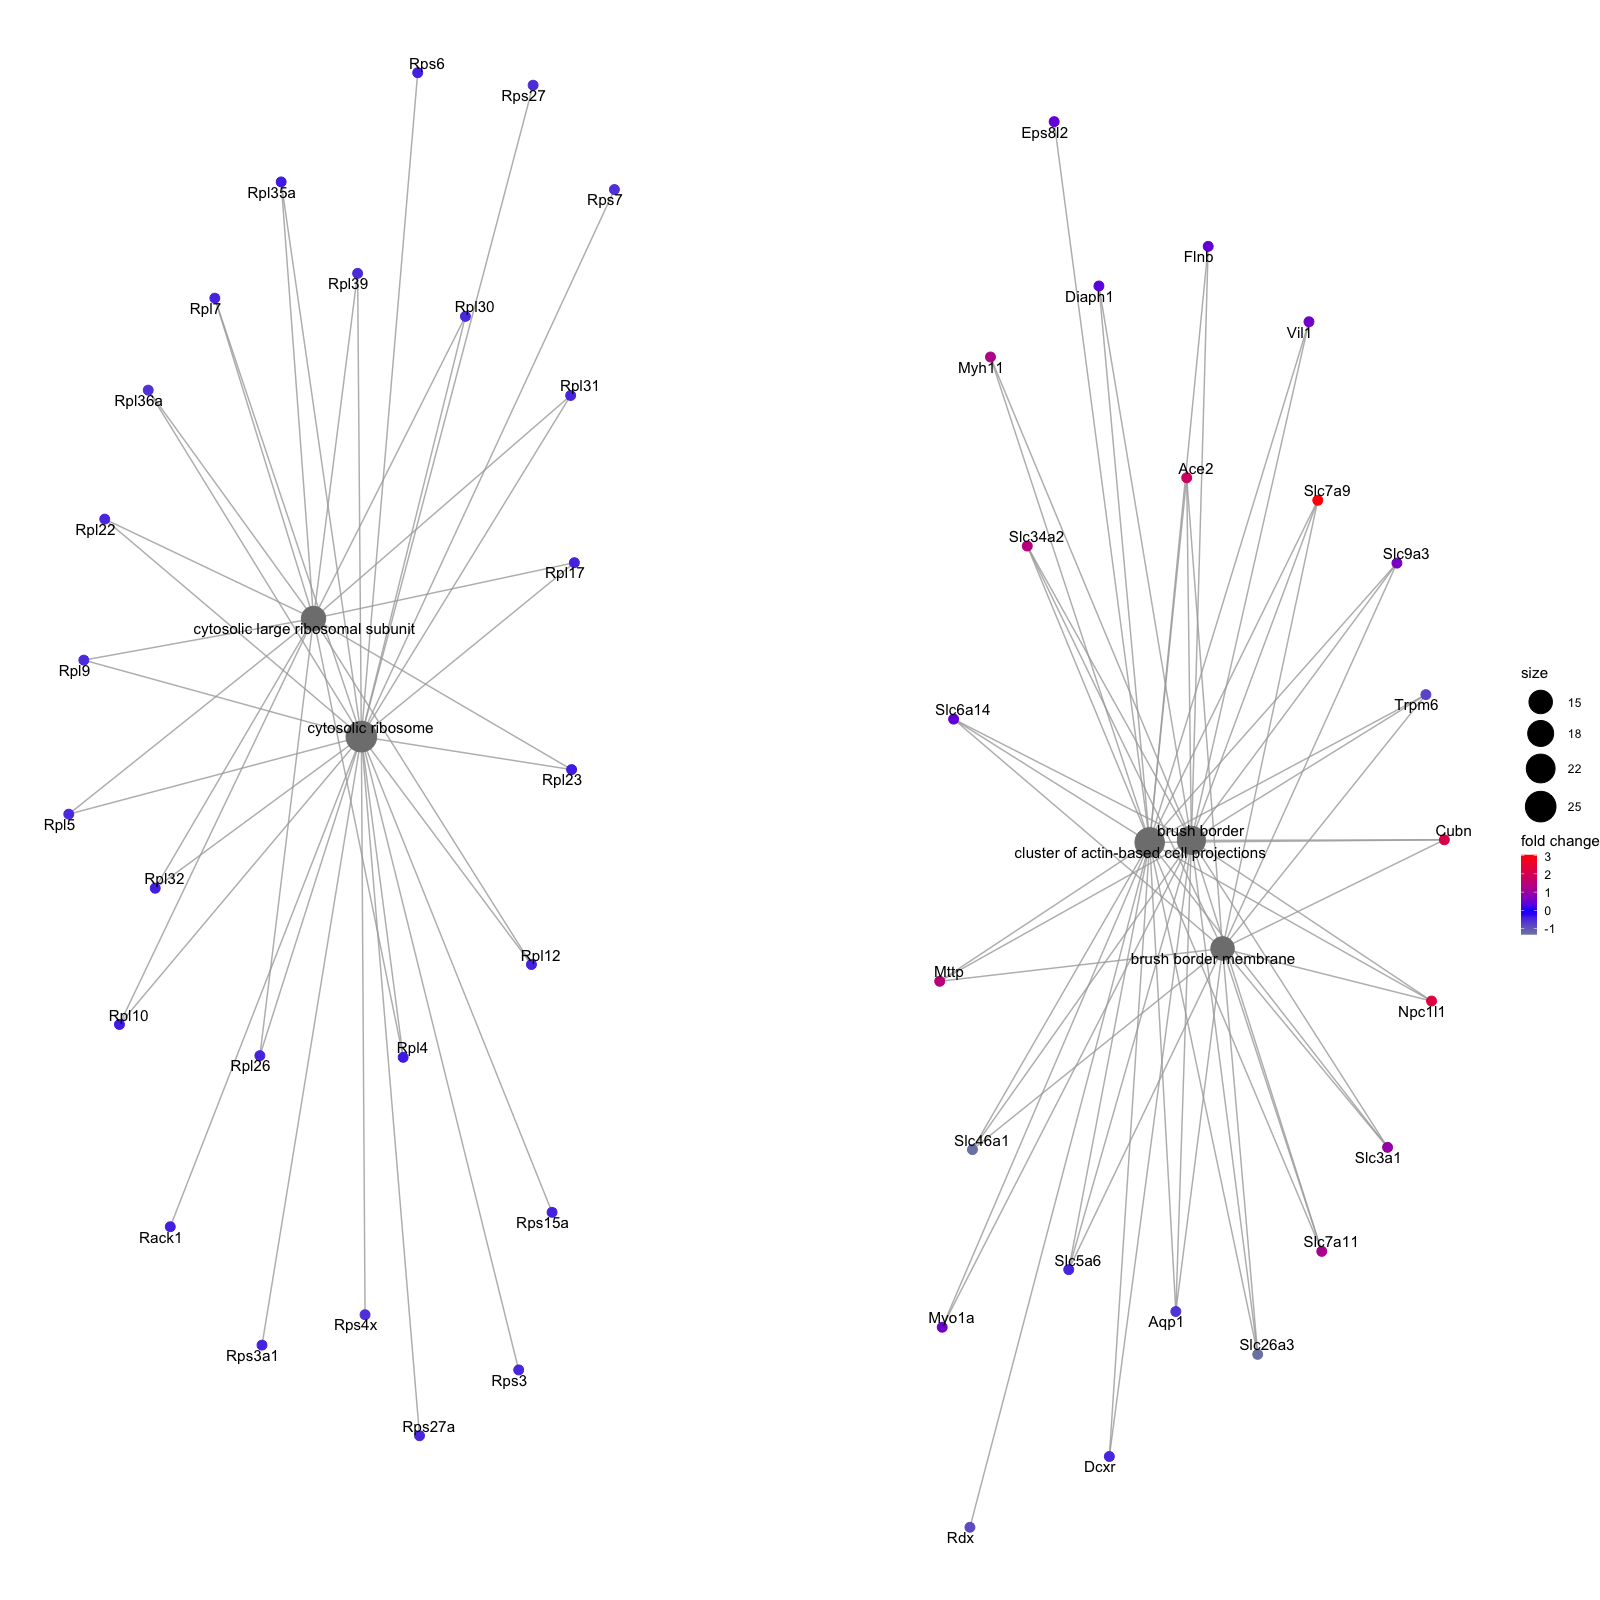 Rps6
Rps27
Eps8l2
Rpl35a
Rps7
Flnb
Rpl39
Diaph1
Rpl7
Rpl30
Vil1
Myh11
Rpl31
Rpl36a
Ace2
Slc7a9
Rpl22
Slc34a2
Slc9a3
Rpl17
cytosolic large ribosomal subunit
Rpl9
Trpm6
Slc6a14
cytosolic ribosome
Rpl23
Rpl5
brush border
Cubn
cluster of actin-based cell projections
Rpl32
Rpl12
brush border membrane
Mttp
Npc1l1
Rpl10
Rpl4
Rpl26
Slc46a1
Slc3a1
Rps15a
Rack1
Slc7a11
Slc5a6
Myo1a
Aqp1
Rps4x
Slc26a3
Rps3a1
Rps3
Rps27a
Dcxr
Rdx
size
15
18
22
25
fold change
3
2
1
0
-1